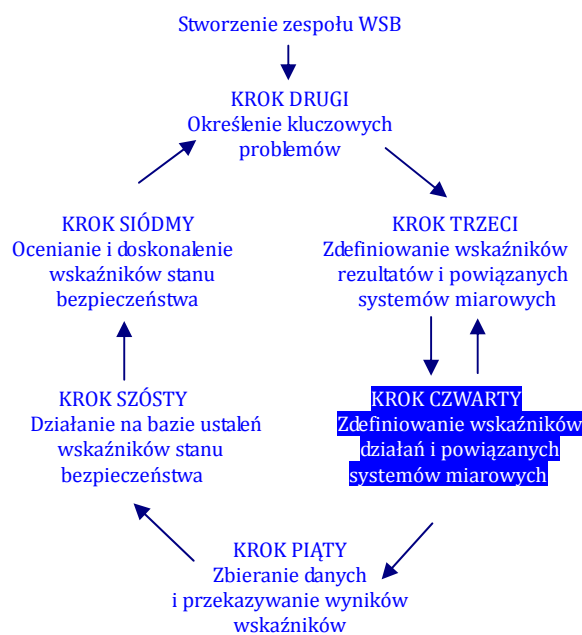 Stworzenie zespołu WSB
KROK DRUGI
Określenie kluczowych
problemów
KROK SIÓDMY
Ocenianie i doskonalenie
wskaźników stanu
bezpieczeństwa
KROK TRZECI
Zdefiniowanie wskaźników
rezultatów i powiązanych
systemów miarowych
KROK SZÓSTY
Działanie na bazie ustaleń
wskaźników stanu
bezpieczeństwa
KROK CZWARTY
Zdefiniowanie wskaźników
działań i powiązanych
systemów miarowych
KROK PIĄTY
Zbieranie danych
i przekazywanie wyników
wskaźników